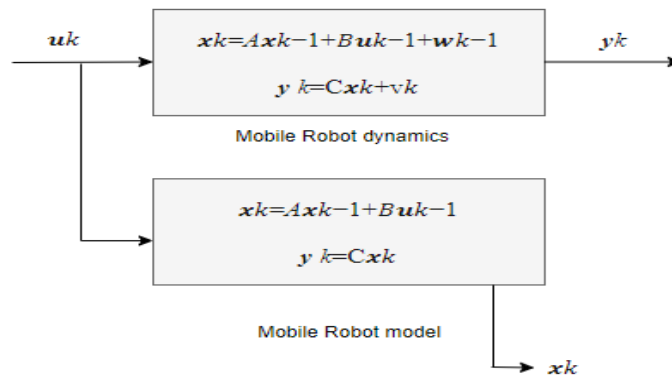 uk
xk=Axk−1+Buk−1+wk−1
yk
y k=Cxk+vk
Mobile Robot dynamics
xk=Axk−1+Buk−1
y k=Cxk
Mobile Robot model
xk